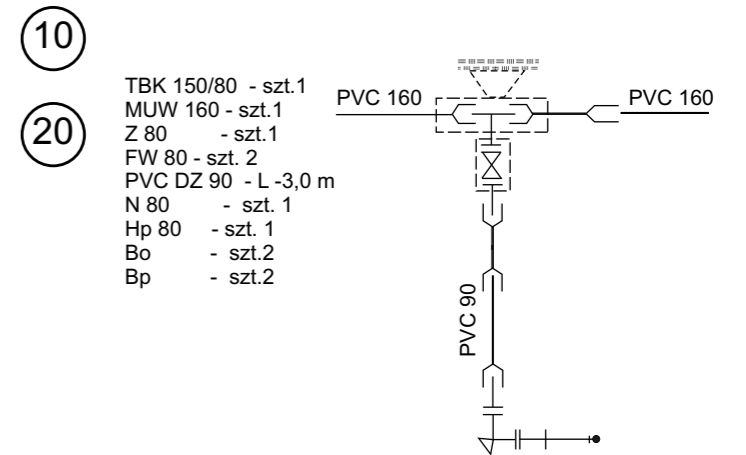 10
20
TBK 150/80 - szt.1
MUW 160 - szt.1
Z 80 - szt.1
FW 80 - szt. 2
PVC DZ 90 - L -3,0 m
N 80 - szt. 1
Hp 80 - szt. 1
Bo - szt.2
Bp - szt.2
PVC 160
PVC 160
PVC 90